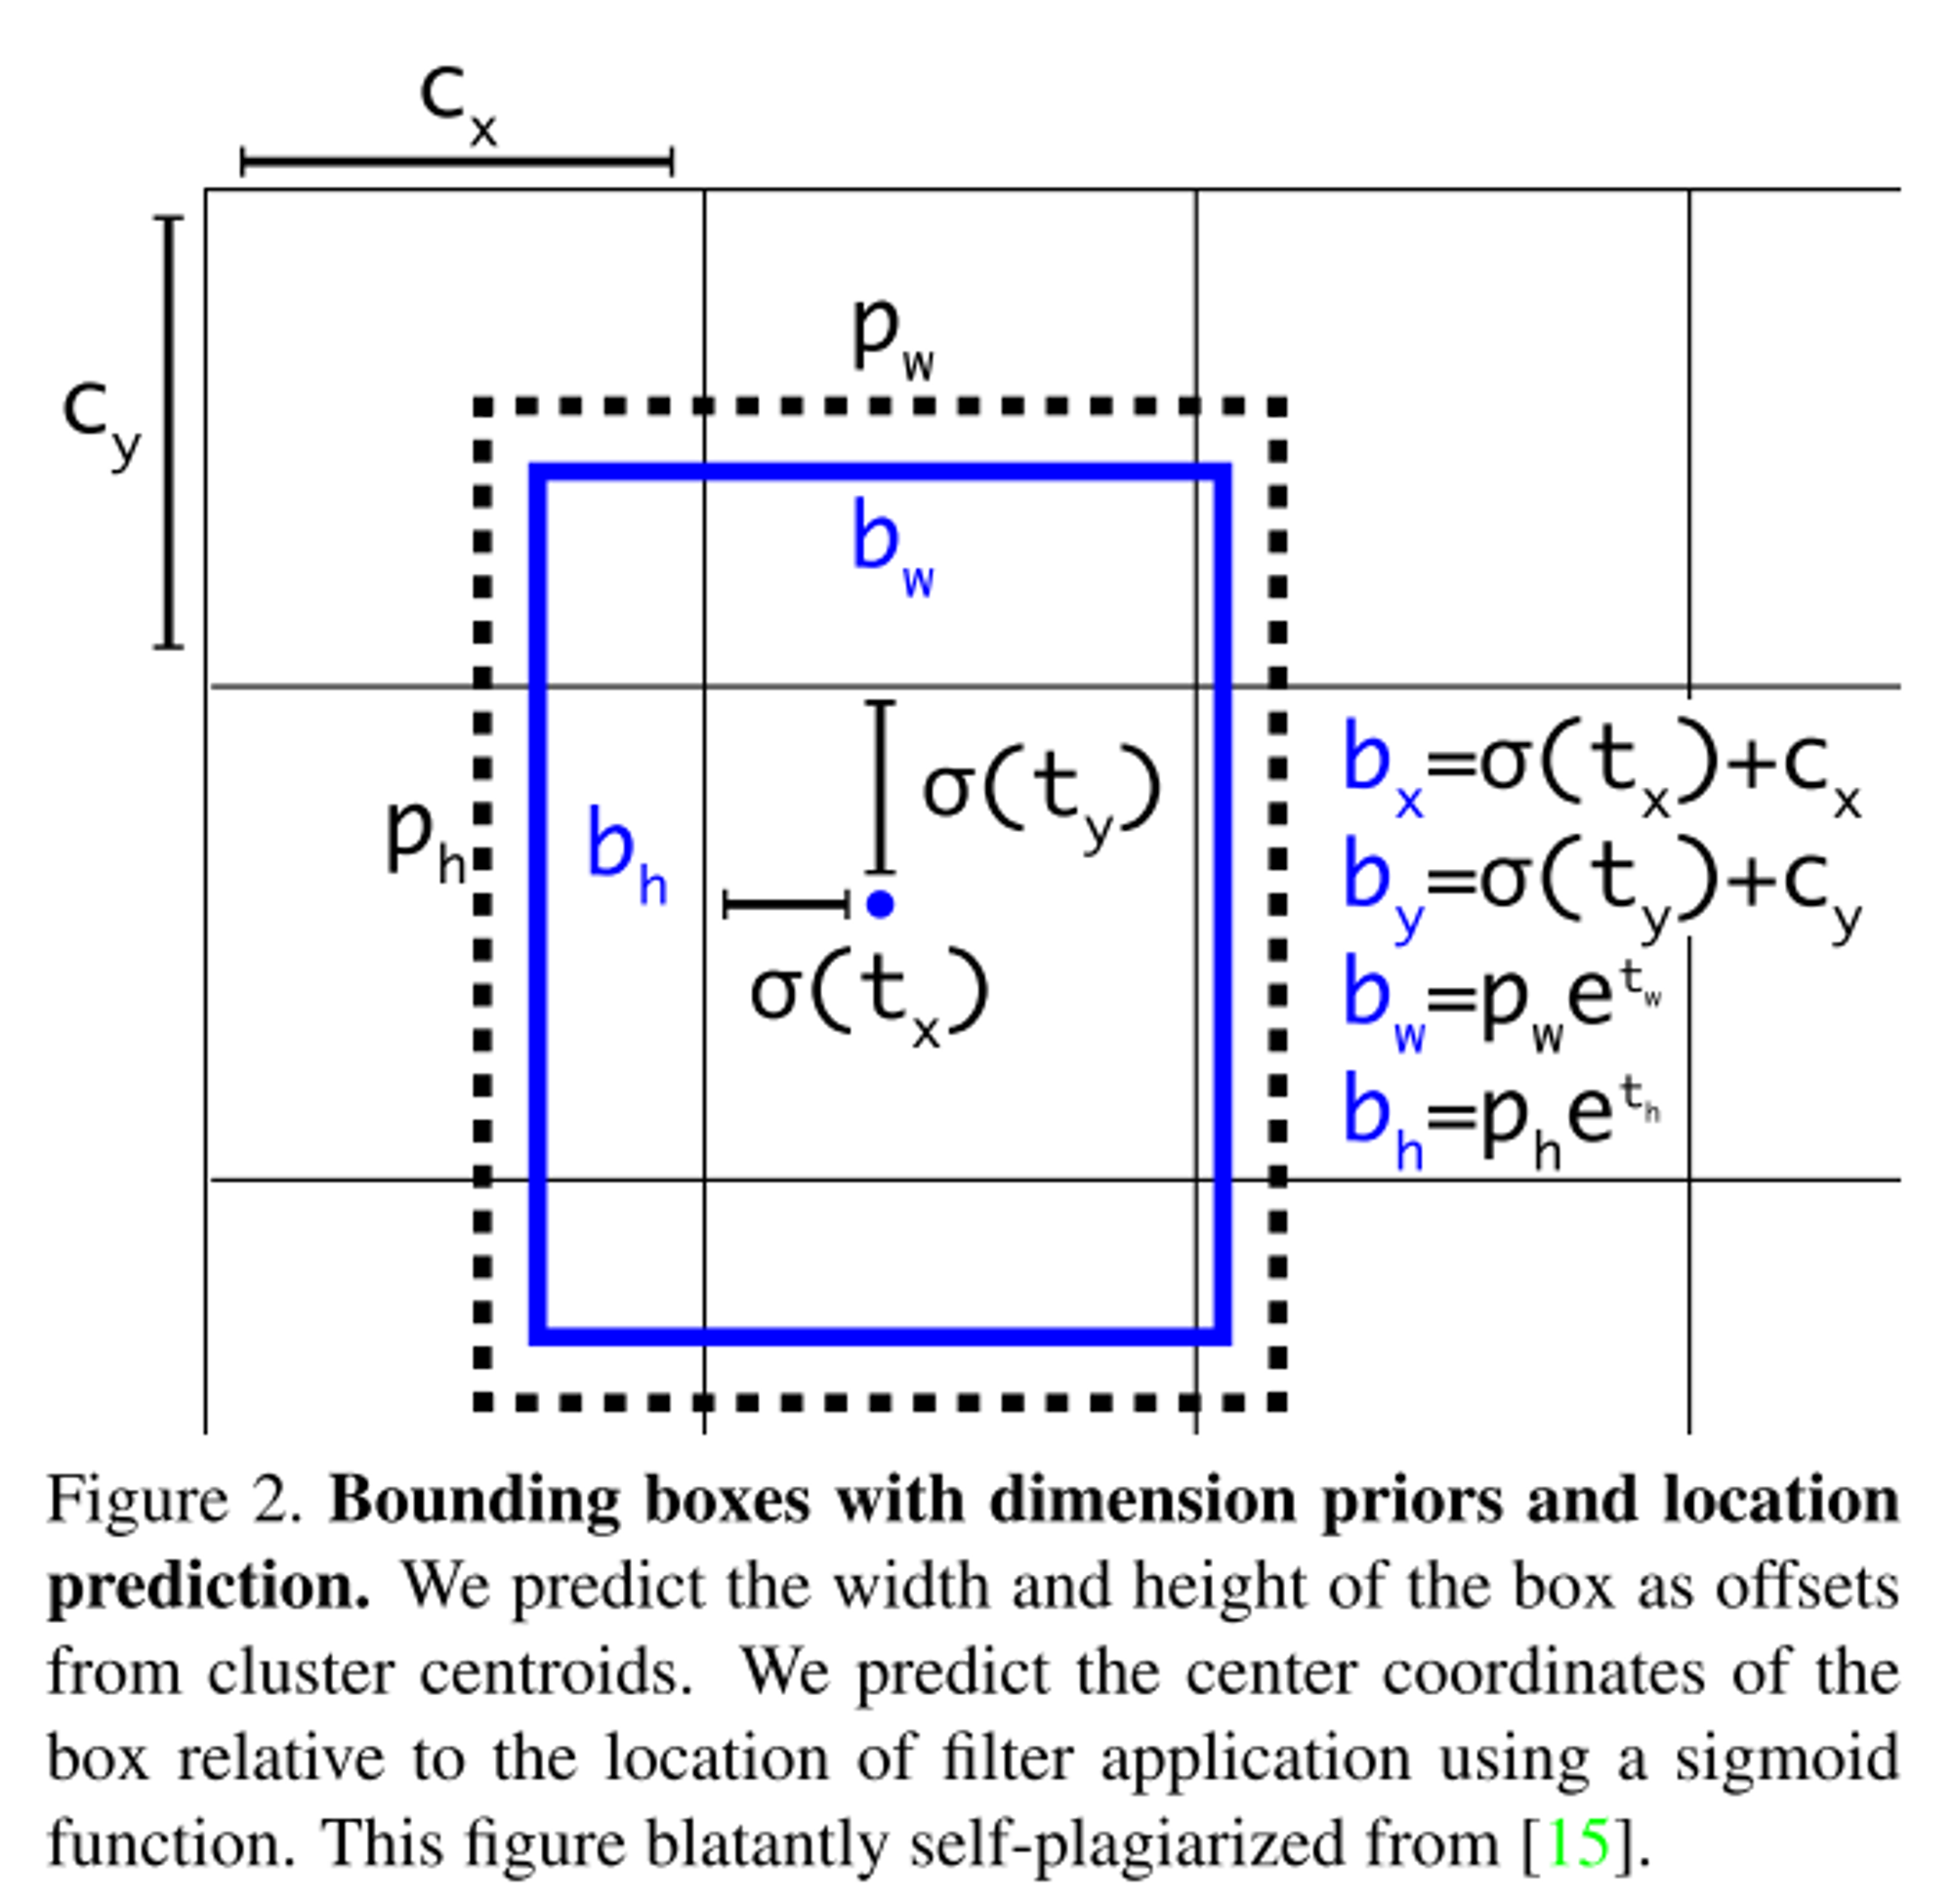 cx
cy
pw
bw
ph
bh
σ(ty)
σ(tx)
bx=σ(tx)+cx
by=σ(ty)+cy
bw=pwe^tw
bh=phe^th
Figure 2. Bounding boxes with dimension priors and location
prediction. We predict the width and height of the box as offsets
from cluster centroids. We predict the center coordinates of the
box relative to the location of filter application using a sigmoid
function. This figure blatantly self-plagiarized from [15].